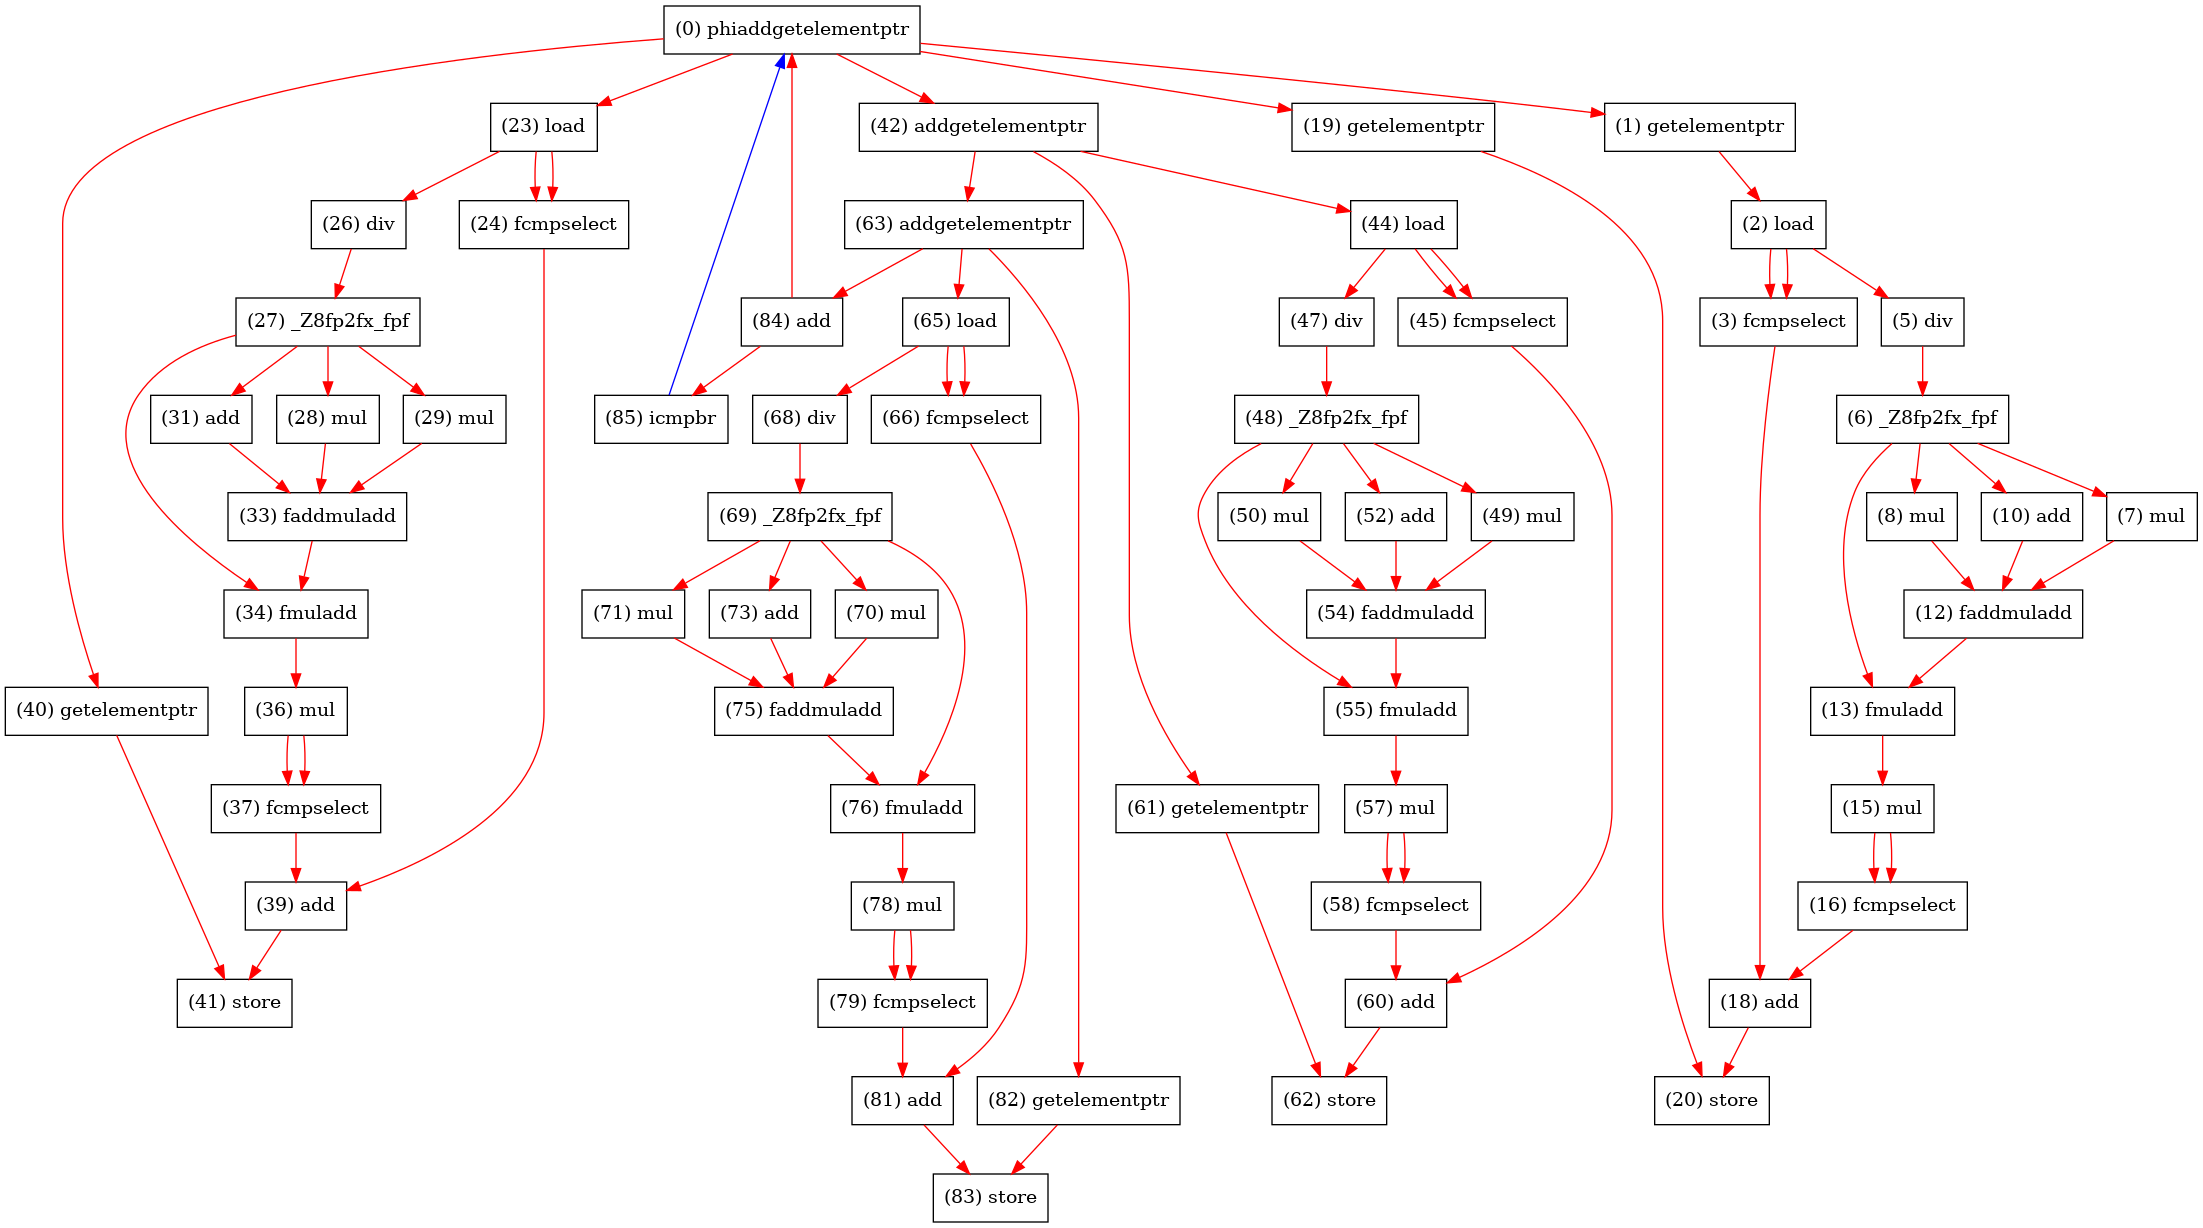 (0) phiaddgetelementptr
(23) load
(42) addgetelementptr
(19) getelementptr
(1) getelementptr
(26) div
(24) fcmpselect
(63) addgetelementptr
(44) load
(2) load
(27) _Z8fp2fx_fpf
(84) add
(65) load
(47) div
(45) fcmpselect
(3) fcmpselect
(5) div
(31) add
(28) mul
(29) mul
(85) icmpbr
(68) div
(66) fcmpselect
(48) _Z8fp2fx_fpf
(6) _Z8fp2fx_fpf
(33) faddmuladd
(69) _Z8fp2fx_fpf
(50) mul
(52) add
(49) mul
(8) mul
(10) add
(7) mul
(34) fmuladd
(71) mul
(73) add
(70) mul
(54) faddmuladd
(12) faddmuladd
(40) getelementptr
(36) mul
(75) faddmuladd
(55) fmuladd
(13) fmuladd
(37) fcmpselect
(76) fmuladd
(61) getelementptr
(57) mul
(15) mul
(39) add
(78) mul
(58) fcmpselect
(16) fcmpselect
(41) store
(79) fcmpselect
(60) add
(18) add
(81) add
(82) getelementptr
(62) store
(20) store
(83) store